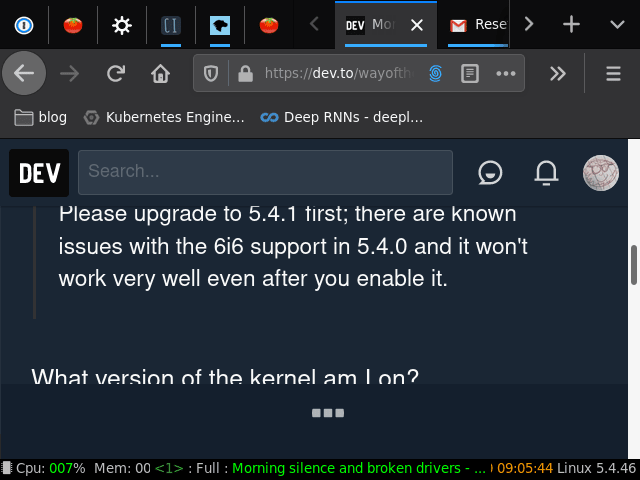 DEV
Mo
Rese
https://dev.to/wayofth
blog
Kubernetes Engine...
Deep RNNs - deepl...
DEV
Search...
Please upgrade to 5.4.1 first; there are known
issues with the 6i6 support in 5.4.0 and it won't
work very well even after you enable it.
What version of the kernel am I on?
Cpu: 007% Mem: 00 <1> : Full : Morning silence and broken drivers - ... 09:05:44 Linux 5.4.46